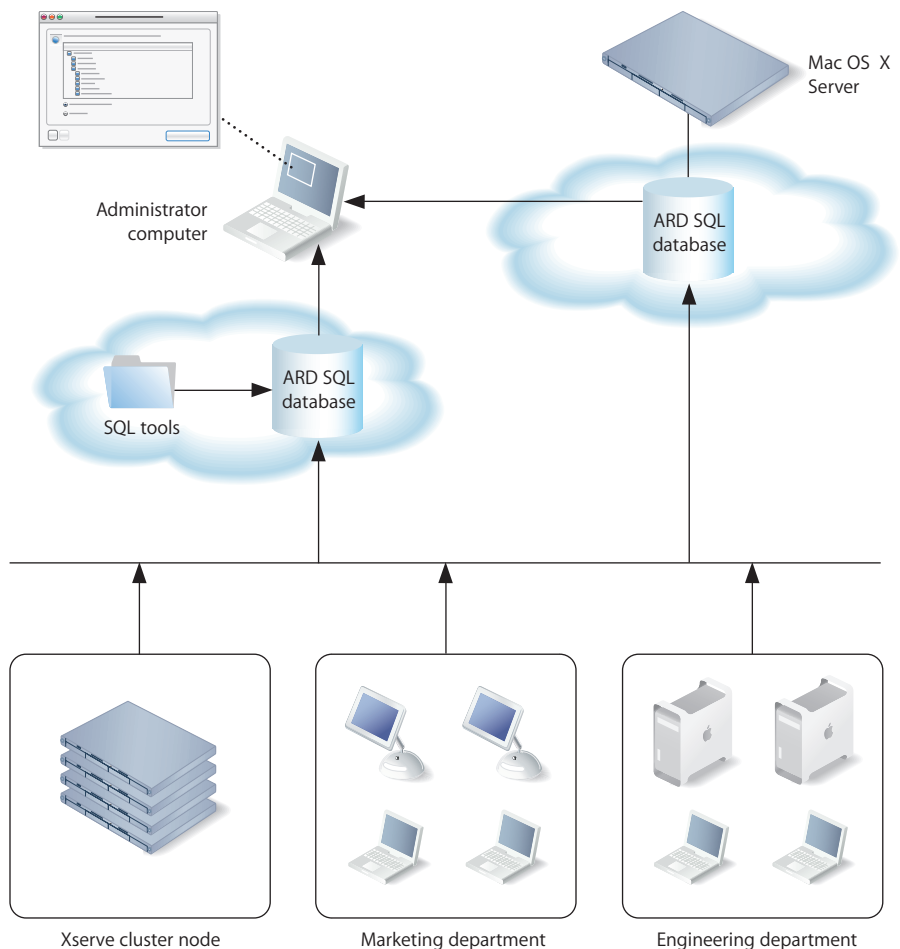 Mac OS X
Server
Administrator
computer
ARD SQL
database
ARD SQL
database
SQL tools
Xserve cluster node
Marketing department
Engineering department